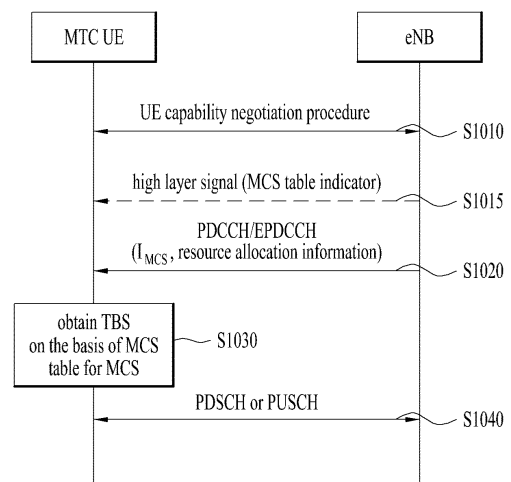 MTC UE
eNB
UE capability negotiation procedure
S1010
high layer signal (MCS table indicator)
S1015
PDCCH/EPDCCH
(I_MCS, resource allocation information)
S1020
obtain TBS
on the basis of MCS
table for MCS
S1030
PDSCH or PUSCH
S1040